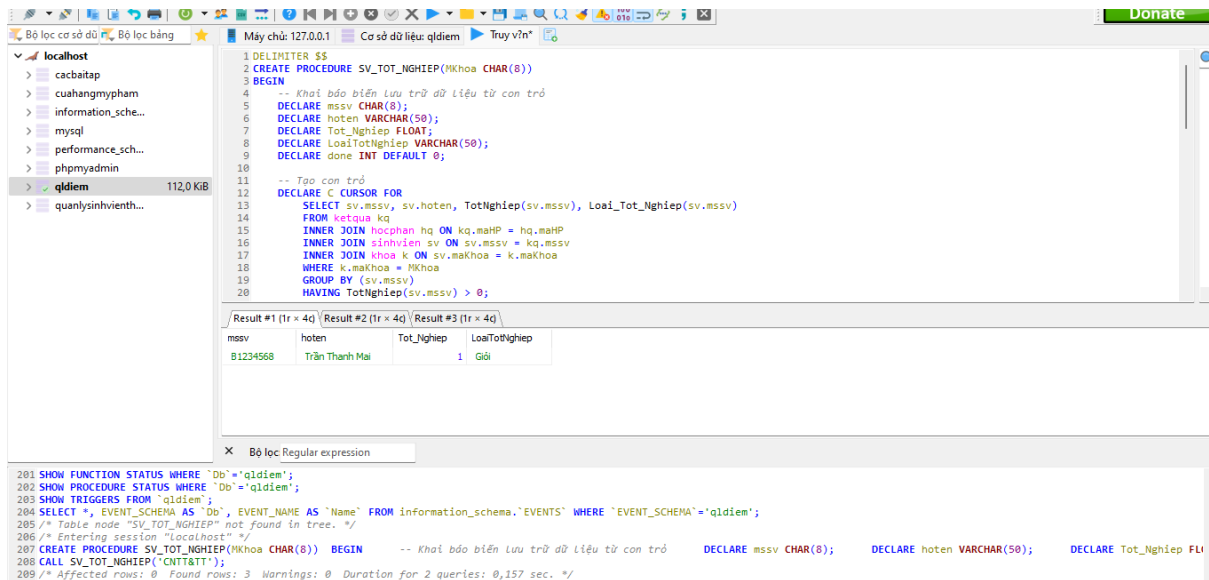 Donate
Bộ lọc cơ sở dũ Bộ lọc bảng
Máy chủ: 127.0.0.1 Cơ sở dữ liệu: qldiem Truy v?n*
localhost
cacbaitap
cuahangmypham
information_sche...
mysql
performance_sch...
phpmyadmin
qldiem 112,0 KiB
quanlysinhvienth...
1 DELIMITER $$
2 CREATE PROCEDURE SV_TOT_NGHIEP(MKhoa CHAR(8))
3 BEGIN
4 -- Khai báo biến lưu trữ dữ liệu từ con trỏ
5 DECLARE mssv CHAR(8);
6 DECLARE hoten VARCHAR(50);
7 DECLARE Tot_Nghiep FLOAT;
8 DECLARE LoaiTotNghiep VARCHAR(50);
9 DECLARE done INT DEFAULT 0;
10
11 -- Tạo con trỏ
12 DECLARE C CURSOR FOR
13 SELECT sv.mssv, sv.hoten, TotNghiep(sv.mssv), Loai_Tot_Nghiep(sv.mssv)
14 FROM ketqua kq
15 INNER JOIN hocphan hq ON kq.maHP = hq.maHP
16 INNER JOIN sinhvien sv ON sv.mssv = kq.mssv
17 INNER JOIN khoa k ON sv.maKhoa = k.maKhoa
18 WHERE k.maKhoa = MKhoa
19 GROUP BY (sv.mssv)
20 HAVING TotNghiep(sv.mssv) > 0;
Result #1 (1r × 4c) Result #2 (1r × 4c) Result #3 (1r × 4c)
mssv hoten Tot_Nghiep LoaiTotNghiep
B1234568 Trần Thanh Mai 1 Giỏi
Bộ lọc: Regular expression
201 SHOW FUNCTION STATUS WHERE `Db`='qldiem';
202 SHOW PROCEDURE STATUS WHERE `Db`='qldiem';
203 SHOW TRIGGERS FROM `qldiem`;
204 SELECT *, EVENT_SCHEMA AS `Db`, EVENT_NAME AS `Name` FROM information_schema.`EVENTS` WHERE `EVENT_SCHEMA`='qldiem';
205 /* Table node "SV_TOT_NGHIEP" not found in tree. */
206 /* Entering session "localhost" */
207 CREATE PROCEDURE SV_TOT_NGHIEP(MKhoa CHAR(8)) BEGIN -- Khai báo biến lưu trữ dữ liệu từ con trỏ DECLARE mssv CHAR(8); DECLARE hoten VARCHAR(50); DECLARE Tot_Nghiep FL
208 CALL SV_TOT_NGHIEP('CNTT&TT');
209 /* Affected rows: 0 Found rows: 3 Warnings: 0 Duration for 2 queries: 0,157 sec. */